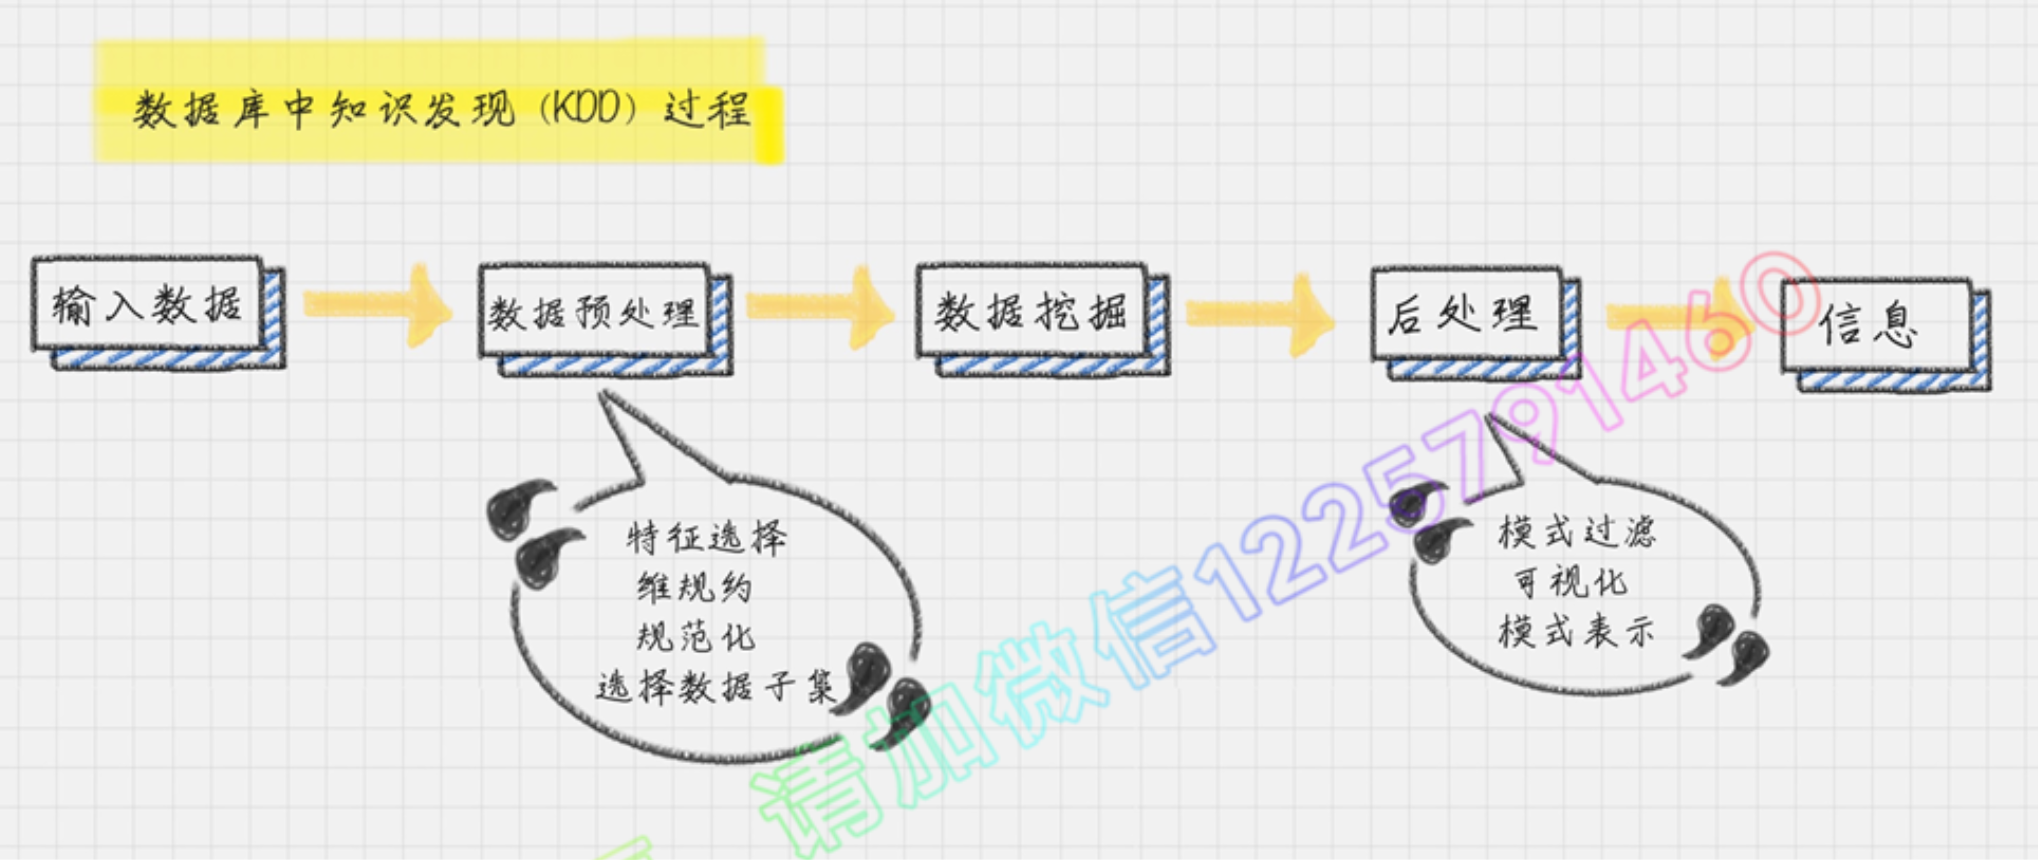 数据库中知识发现（KDD）过程
输入数据
数据预处理
数据挖掘
后处理
信息
特征选择
维规约
规范化
选择数据子集
模式过滤
可视化
模式表示
请加微信1225791460